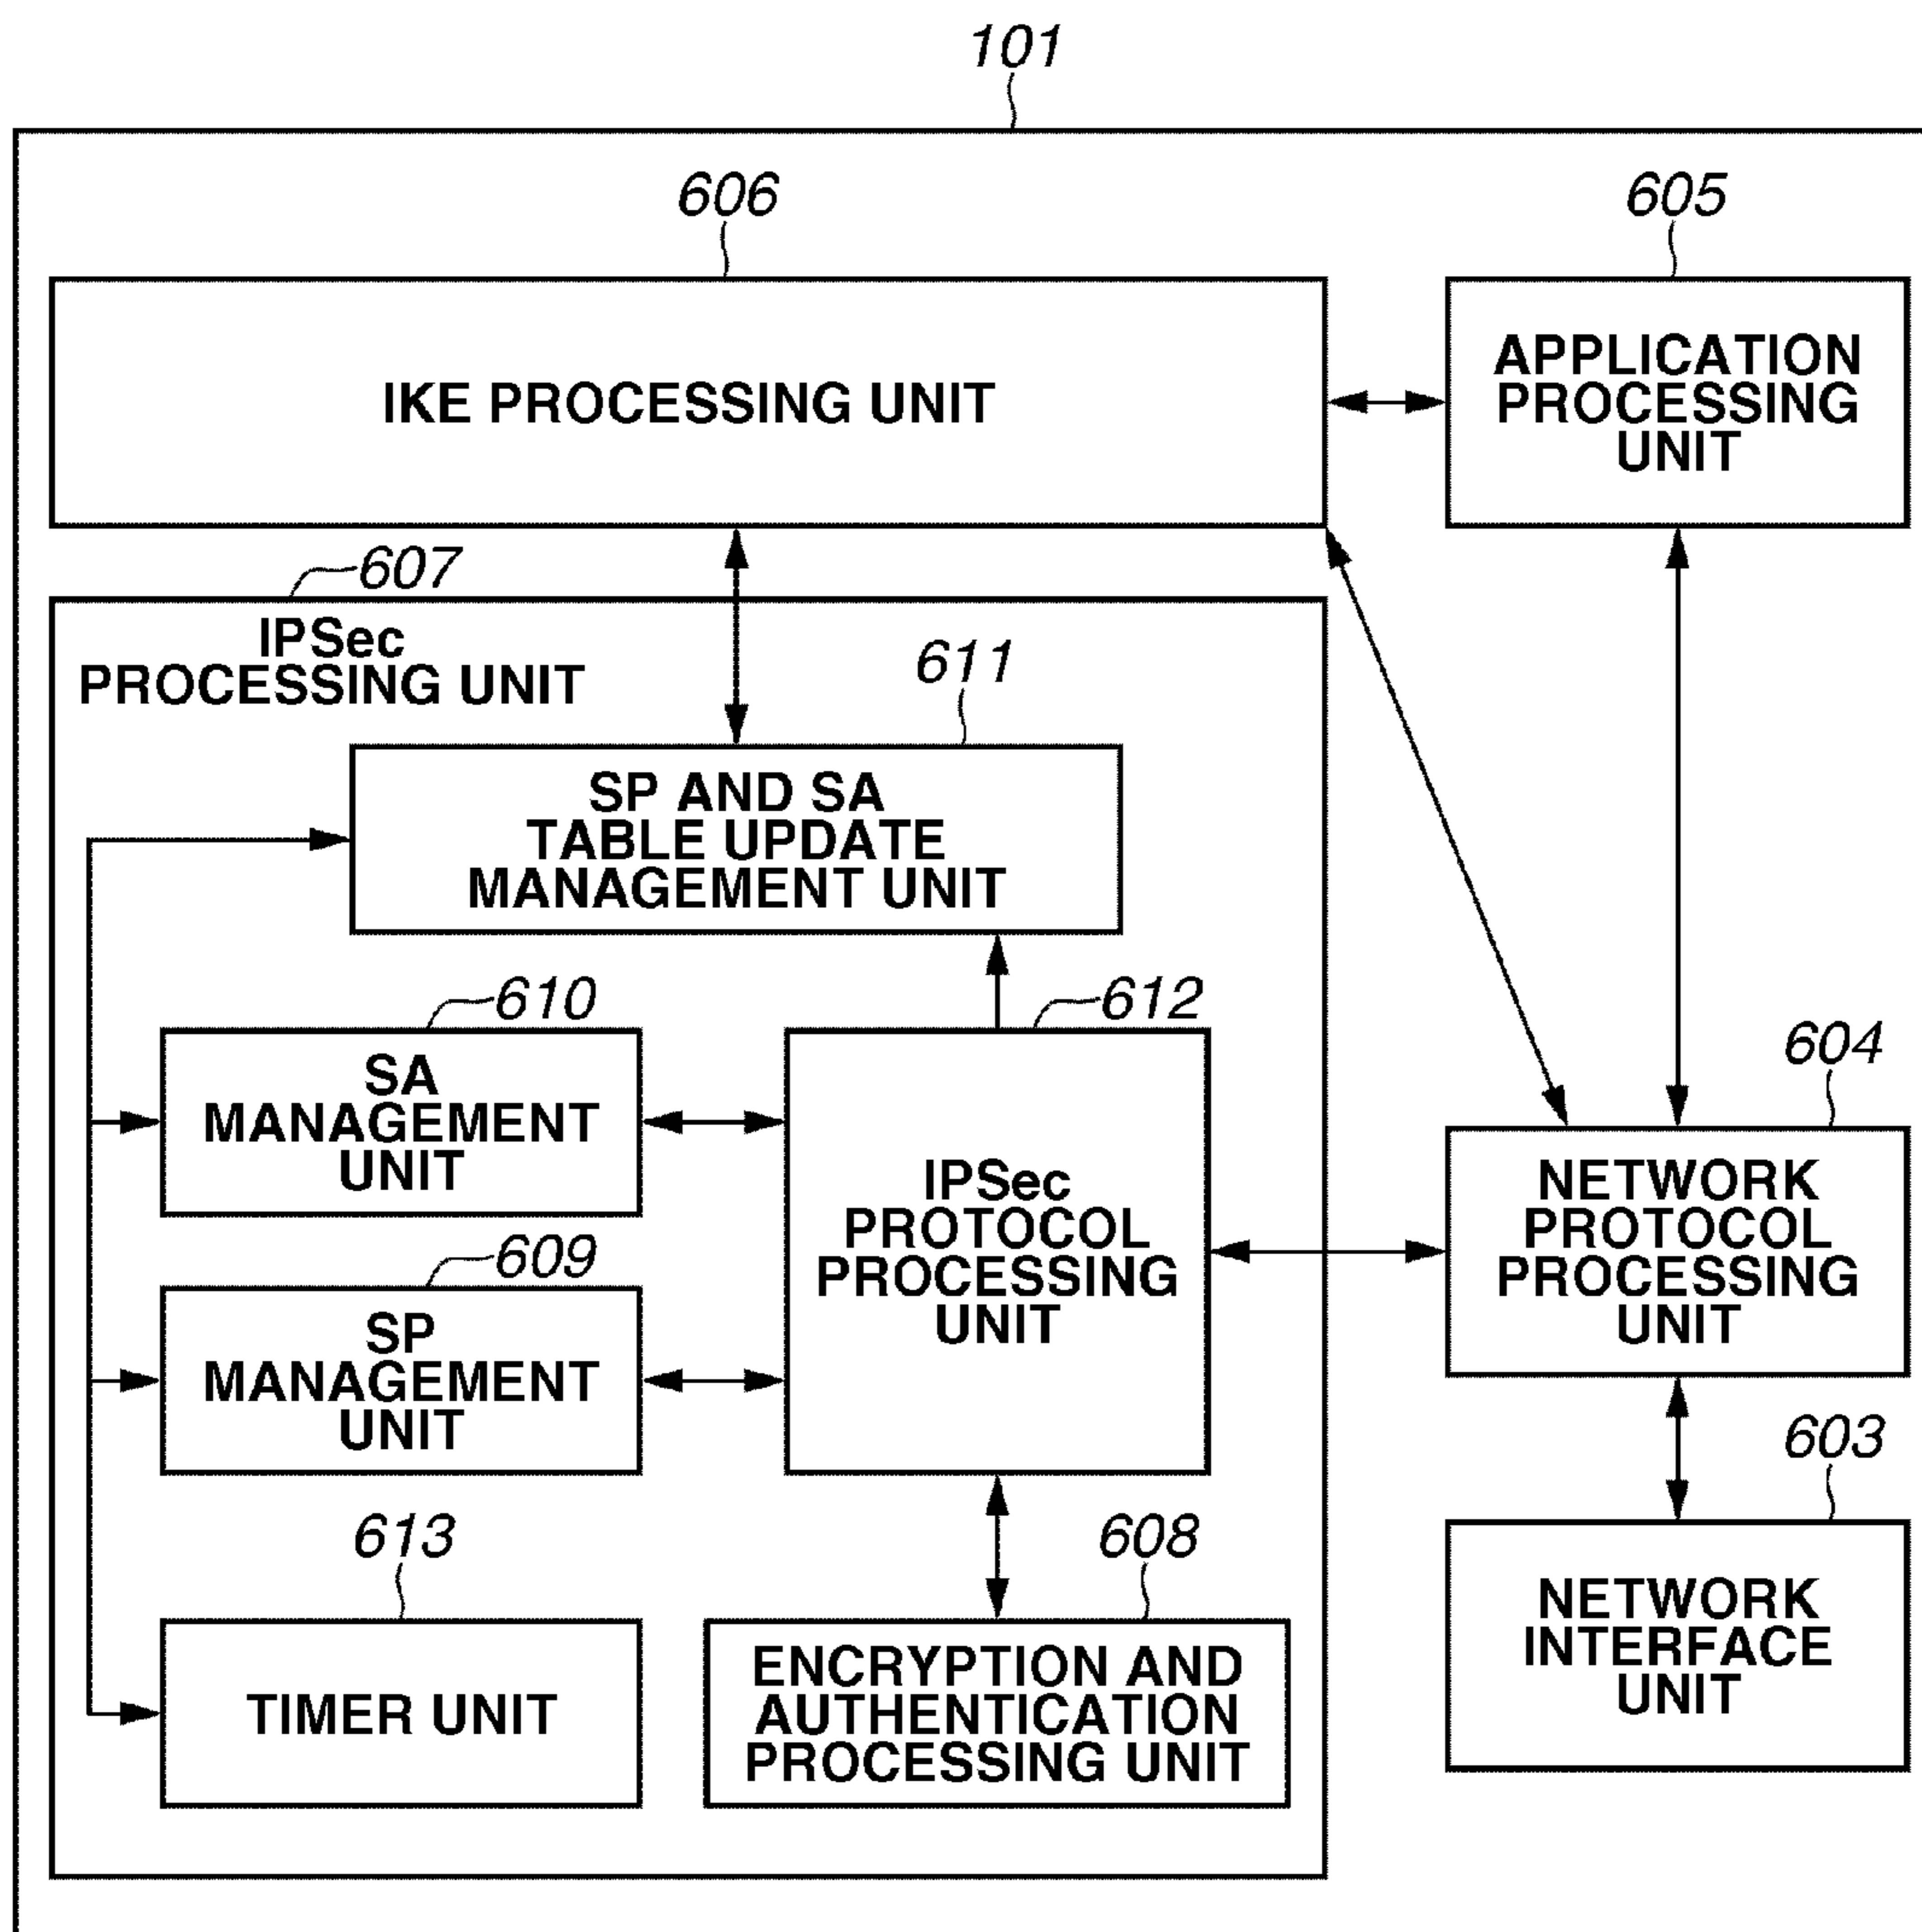 101
606
605
IKE PROCESSING UNIT
APPLICATION
PROCESSING
UNIT
607
IPSec
PROCESSING UNIT
611
SP AND SA
TABLE UPDATE
MANAGEMENT UNIT
610
612
604
SA
MANAGEMENT
UNIT
IPSec
PROTOCOL
PROCESSING
UNIT
NETWORK
PROTOCOL
PROCESSING
UNIT
609
SP
MANAGEMENT
UNIT
603
613
608
NETWORK
INTERFACE
UNIT
TIMER UNIT
ENCRYPTION AND
AUTHENTICATION
PROCESSING UNIT